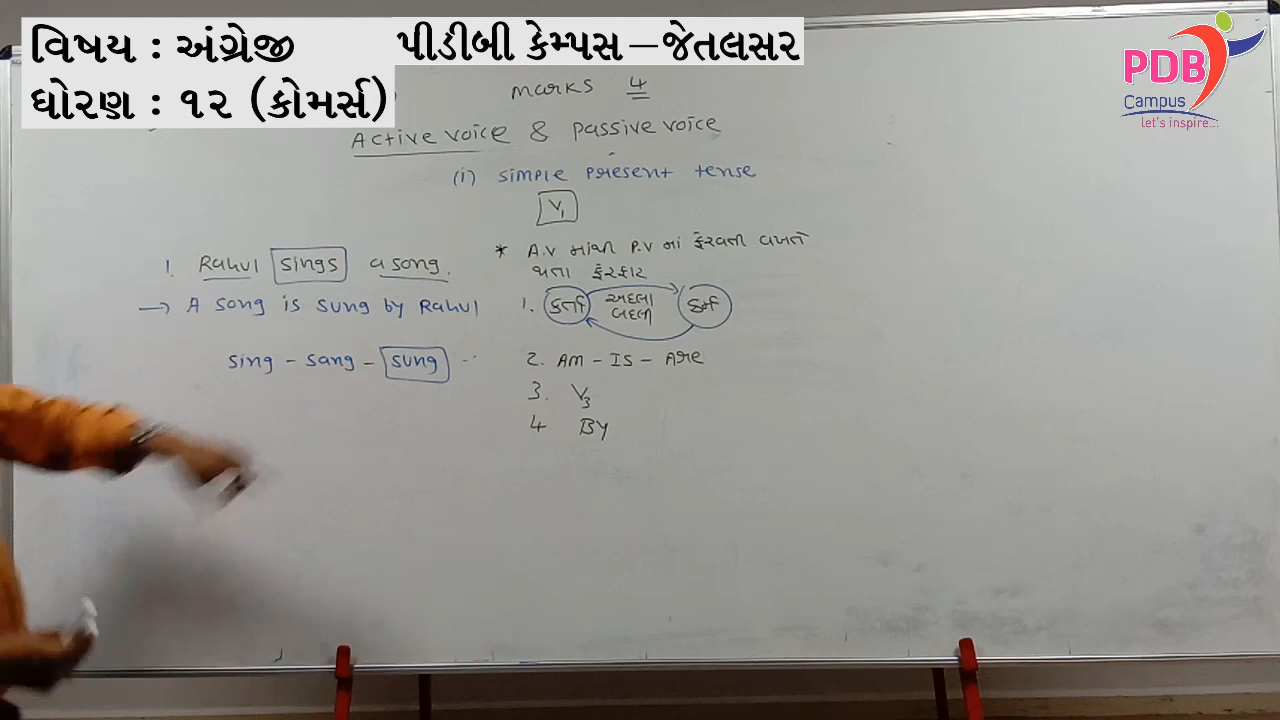 વિષય : અંગ્રેજી
પીડીબી કેમ્પસ – જેતલસર
ધોરણ : ૧૨ (કોમર્સ)
PDB
Campus
let's inspire...
marks 4
Active voice & Passive voice
(i) Simple Present tense
V1
1. Rahul sings a song.
→ A song is sung by Rahul
sing - sang - sung
* A.V માંથી P.V માં ફેરવતી વખતે
થતા ફેરફાર
1. કર્તા અદલા બદલી કર્મ
2. Am - Is - Are
3. V3
4 By